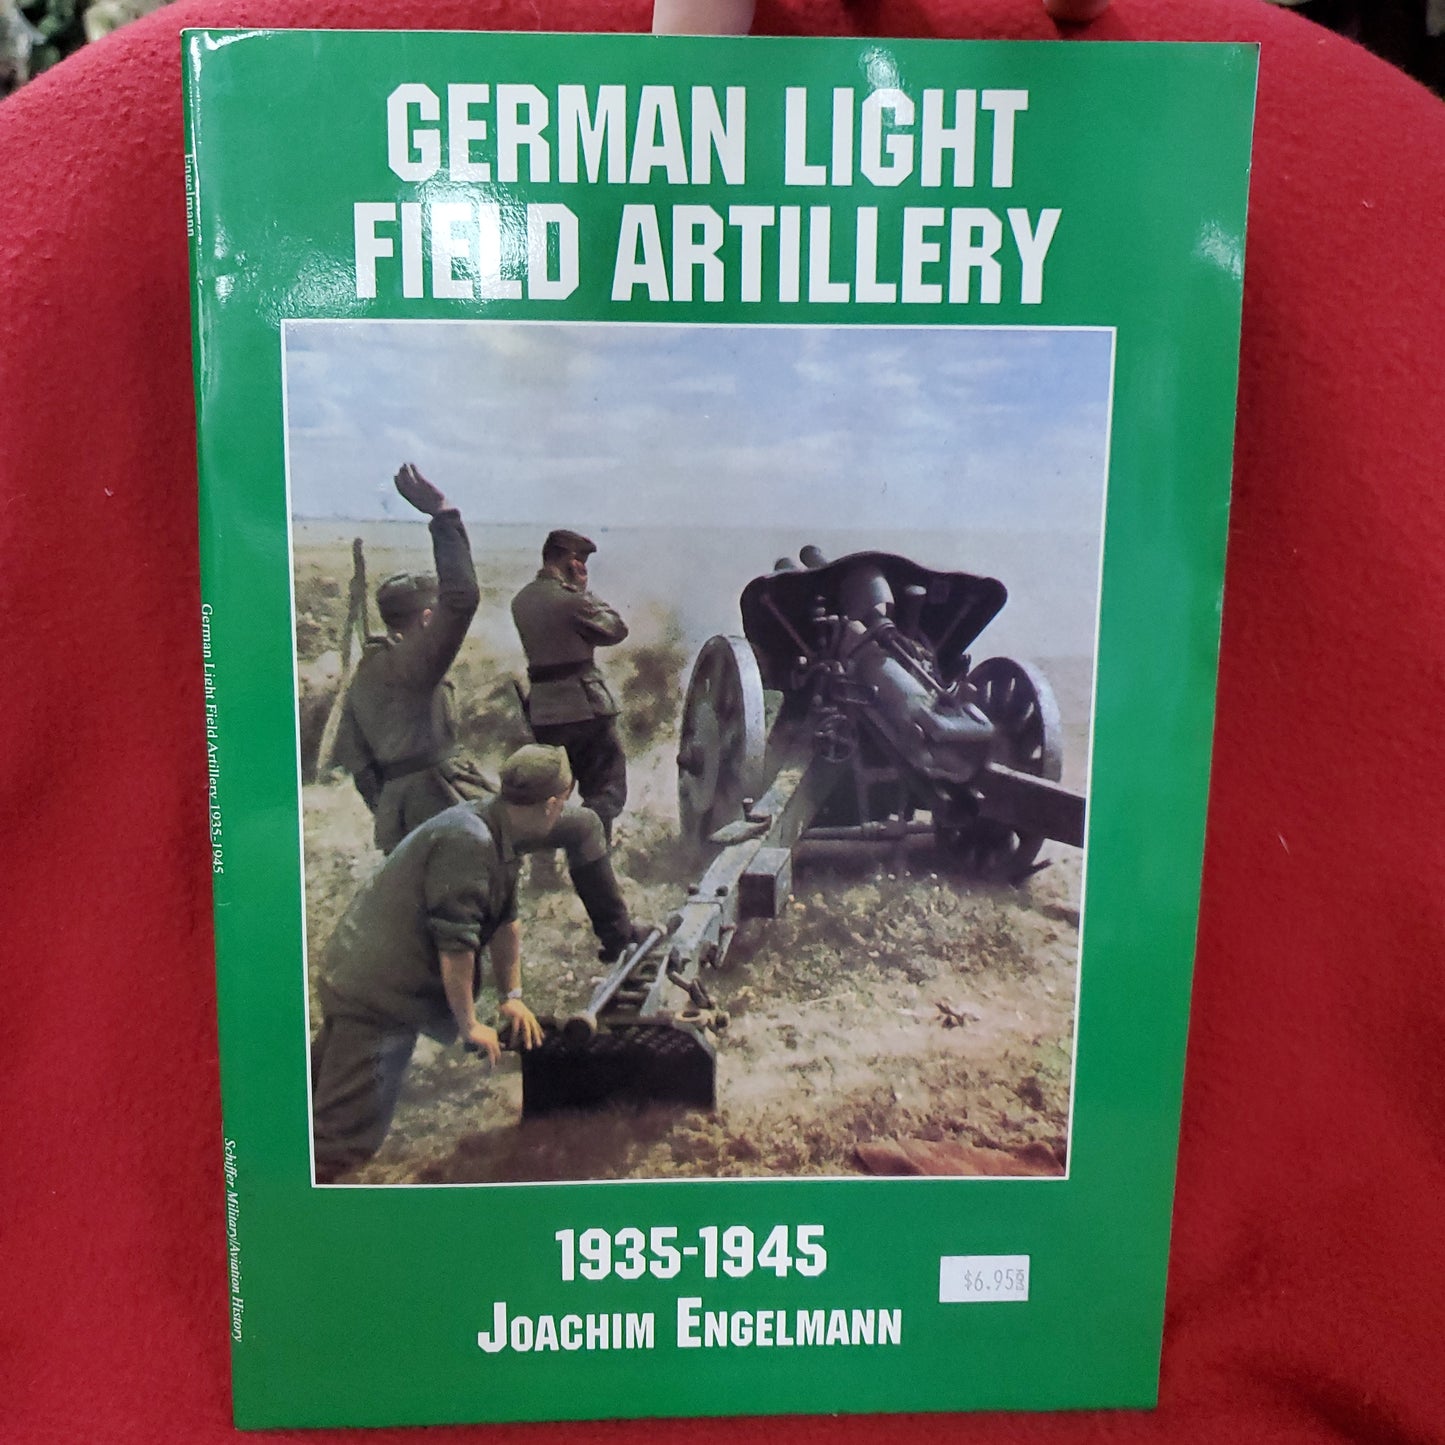 GERMAN LIGHT
FIELD ARTILLERY
1935-1945
JOACHIM ENGELMANN
$6.95
Engelmann
German Light Field Artillery 1935-1945
Schiffer Military/Aviation History